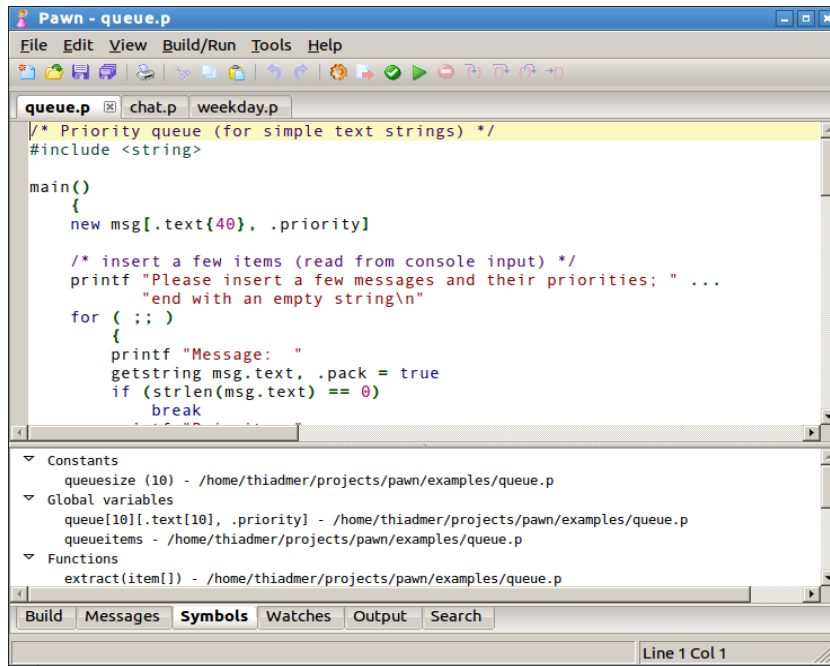 Pawn - queue.p
File Edit View Build/Run Tools Help
queue.p chat.p weekday.p
/* Priority queue (for simple text strings) */
#include <string>
main()
{
new msg[.text{40}, .priority]
/* insert a few items (read from console input) */
printf "Please insert a few messages and their priorities; " ...
"end with an empty string\n"
for ( ;; )
{
printf "Message:  "
getstring msg.text, .pack = true
if (strlen(msg.text) == 0)
break
Constants
queuesize (10) - /home/thiadmer/projects/pawn/examples/queue.p
Global variables
queue[10][.text[10], .priority] - /home/thiadmer/projects/pawn/examples/queue.p
queueitems - /home/thiadmer/projects/pawn/examples/queue.p
Functions
extract(item[]) - /home/thiadmer/projects/pawn/examples/queue.p
Build Messages Symbols Watches Output Search
Line 1 Col 1